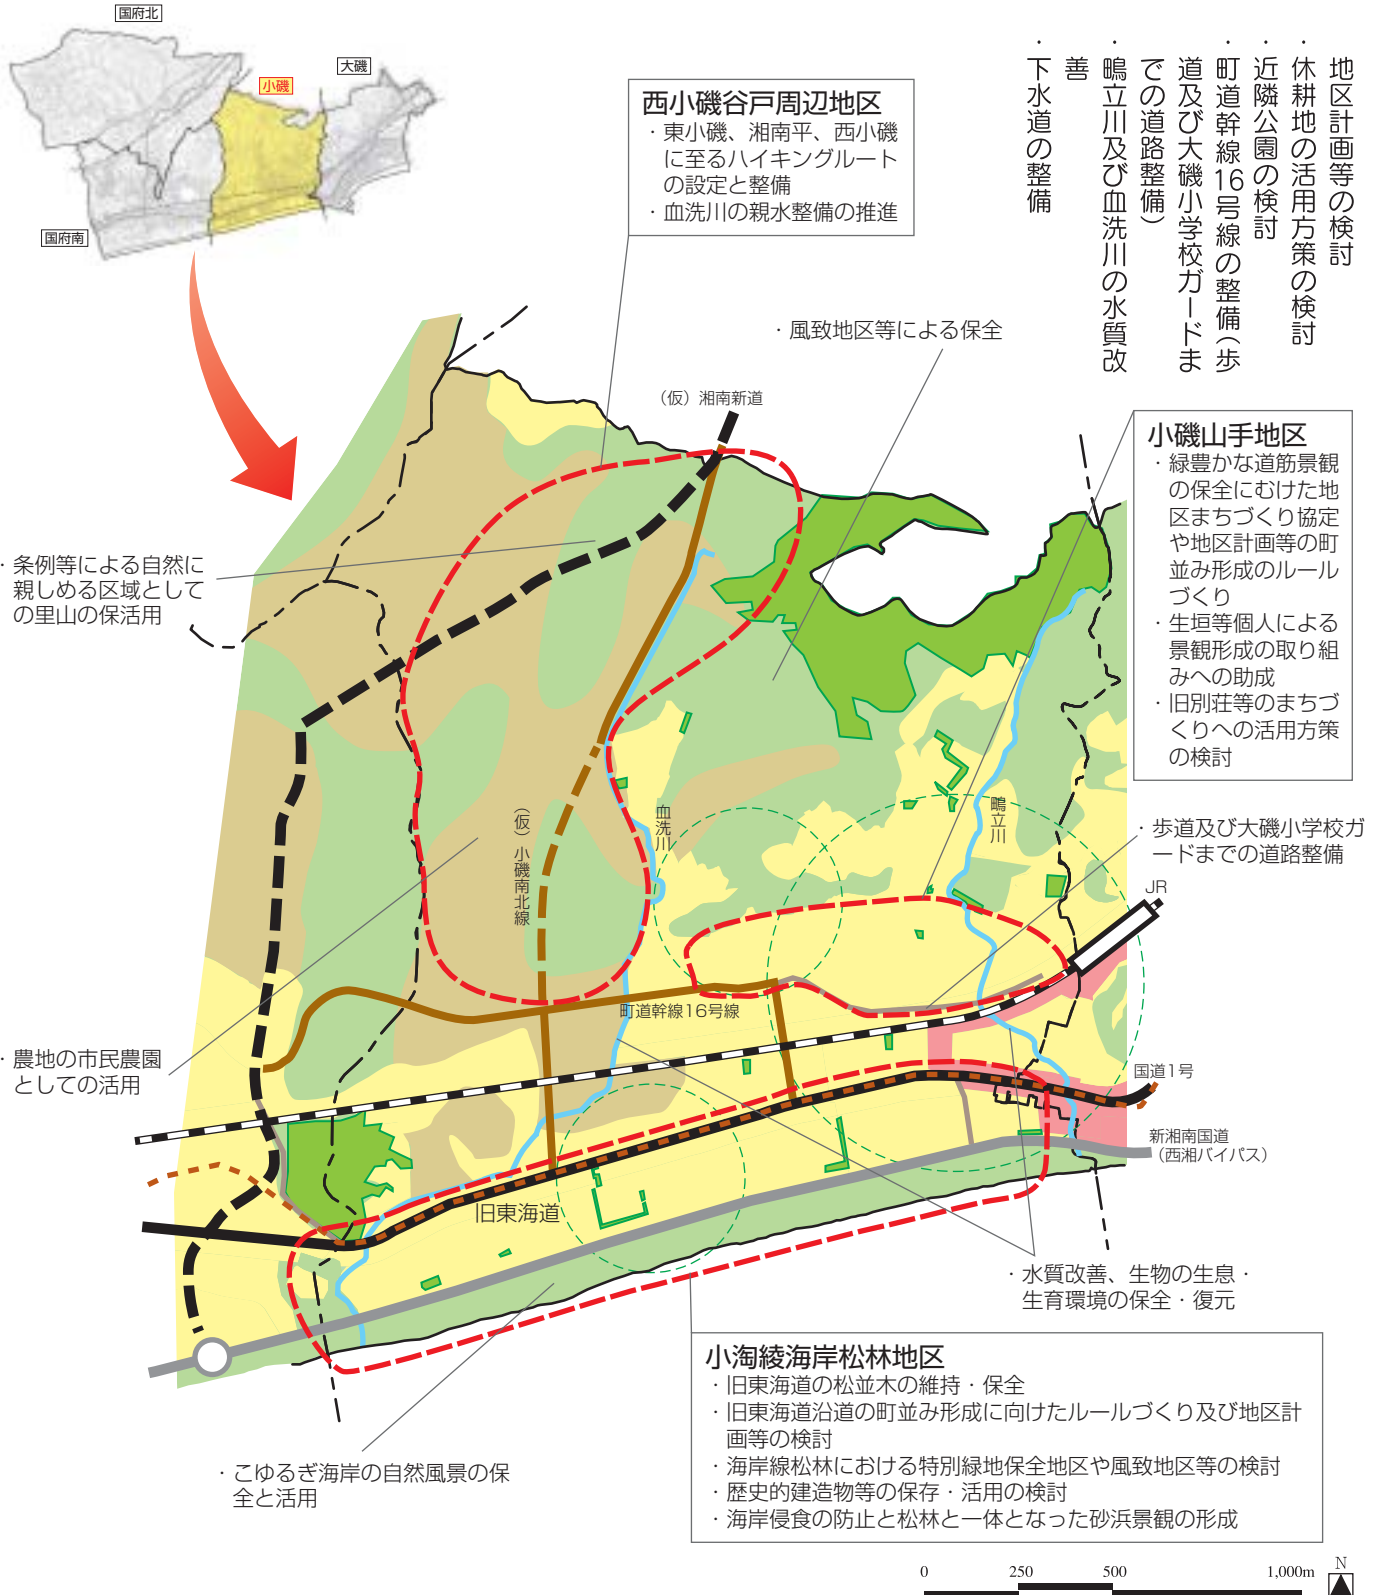 国府北
大磯
小磯
国府南
地区計画等の検討
・休耕地の活用方策の検討
・近隣公園の検討
・町道幹線16号線の整備(歩
道及び大磯小学校ガードま
での道路整備)
・鴫立川及び血洗川の水質改
善
・下水道の整備
西小磯谷戸周辺地区
・東小磯、湘南平、西小磯
に至るハイキングルート
の設定と整備
・血洗川の親水整備の推進
・風致地区等による保全
(仮)湘南新道
小磯山手地区
・緑豊かな道筋景観
の保全にむけた地
区まちづくり協定
や地区計画等の町
並み形成のルール
づくり
・生垣等個人による
景観形成の取り組
みへの助成
・旧別荘等のまちづ
くりへの活用方策
の検討
・条例等による自然に
親しめる区域として
の里山の保活用
(仮)小磯南北線
血洗川
鴫立川
・歩道及び大磯小学校ガ
ードまでの道路整備
JR
町道幹線16号線
・農地の市民農園
としての活用
国道1号
新湘南国道
(西湘バイパス)
旧東海道
・水質改善、生物の生息・
生育環境の保全・復元
小淘綾海岸松林地区
・旧東海道の松並木の維持・保全
・旧東海道沿道の町並み形成に向けたルールづくり及び地区計
画等の検討
・海岸線松林における特別緑地保全地区や風致地区等の検討
・歴史的建造物等の保存・活用の検討
・海岸侵食の防止と松林と一体となった砂浜景観の形成
・こゆるぎ海岸の自然風景の保
全と活用
0 250 500 1,000m
N